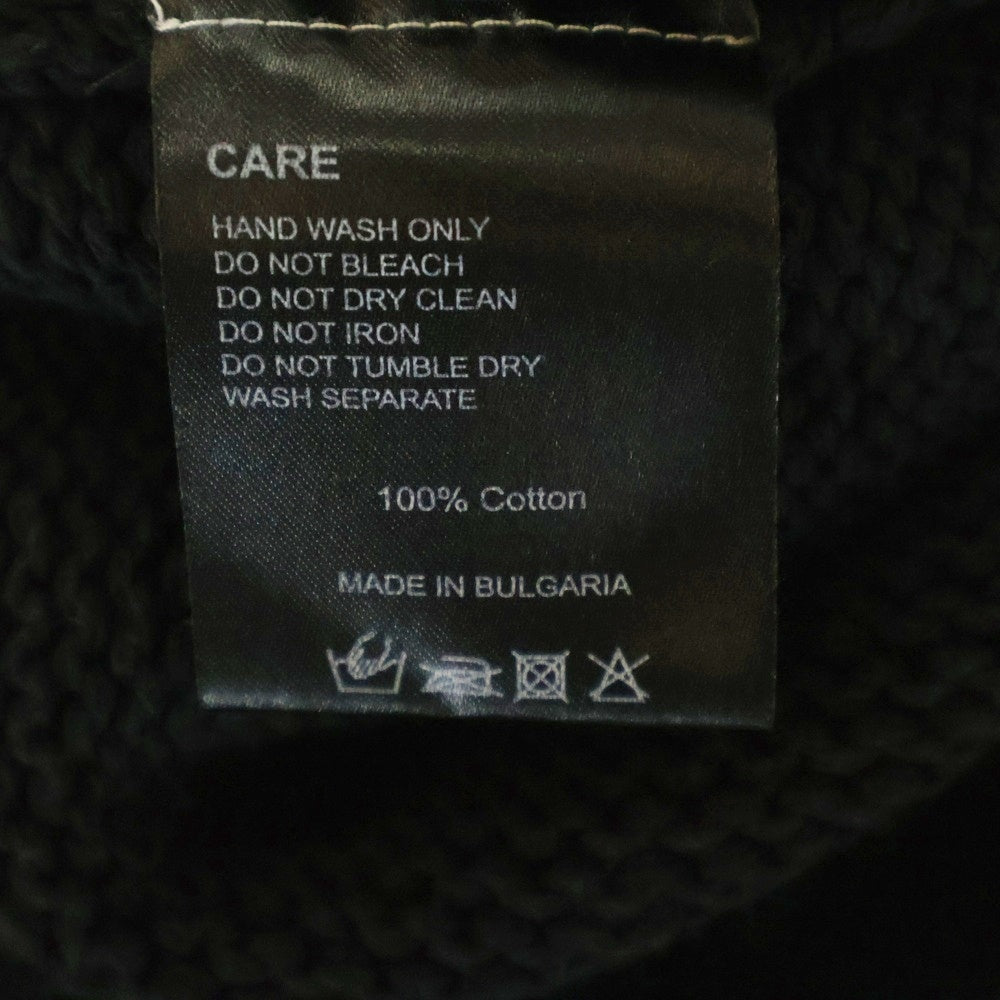 CARE
HAND WASH ONLY
DO NOT BLEACH
DO NOT DRY CLEAN
DO NOT IRON
DO NOT TUMBLE DRY
WASH SEPARATE
100% Cotton
MADE IN BULGARIA